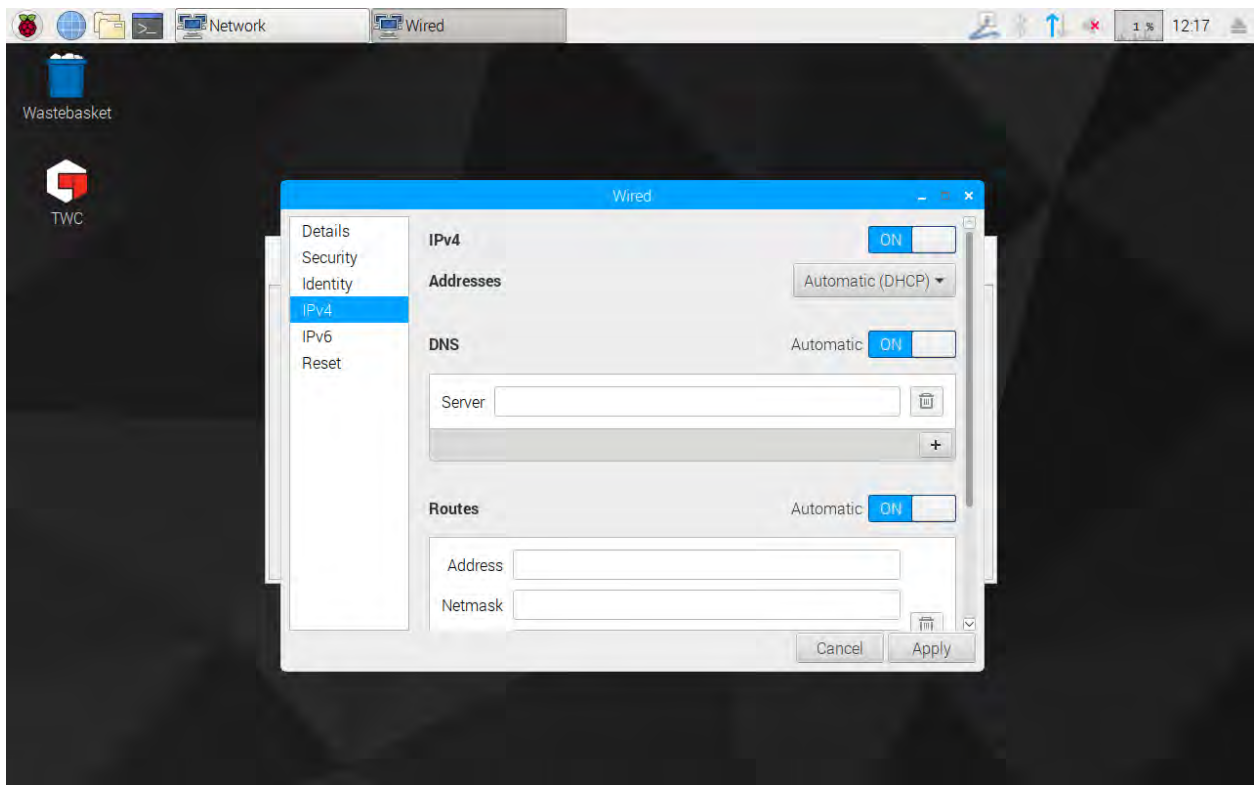 Network
Wired
1 %
12:17
Wastebasket
TWC
Wired
Details
Security
Identity
IPv4
IPv6
Reset
IPv4
ON
Addresses
Automatic (DHCP)
DNS
Automatic ON
Server
+
Routes
Automatic ON
Address
Netmask
Cancel
Apply